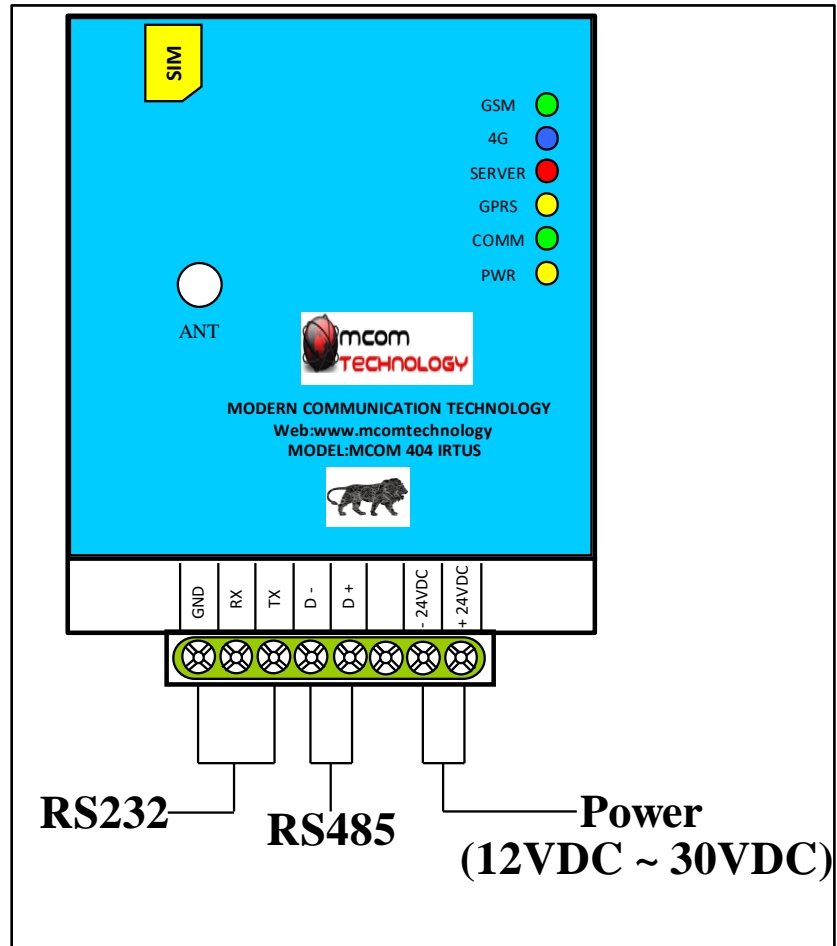 SIM
GSM
4G
SERVER
GPRS
COMM
PWR
ANT
mcom
TECHNOLOGY
MODERN COMMUNICATION TECHNOLOGY
Web:www.mcomtechnology
MODEL:MCOM 404 IRTUS
GND RX TX D - D + - 24VDC + 24VDC
RS232 RS485 Power
(12VDC ~ 30VDC)